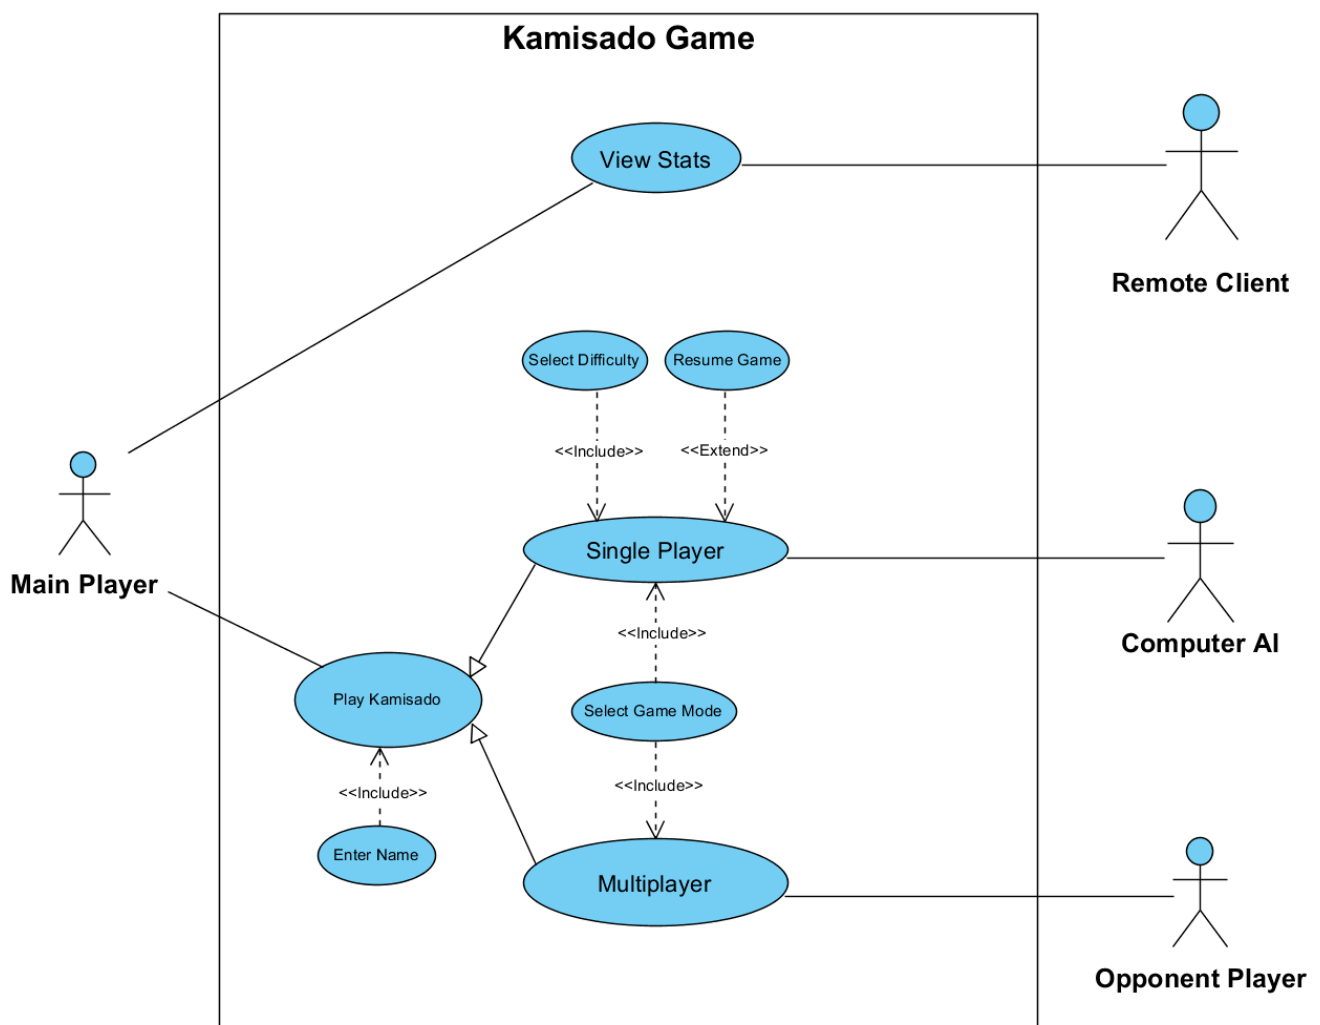 Kamisado Game
View Stats
Remote Client
Select Difficulty
Resume Game
<<Include>>
<<Extend>>
Single Player
Main Player
Computer AI
<<Include>>
Play Kamisado
Select Game Mode
<<Include>>
<<Include>>
Enter Name
Multiplayer
Opponent Player